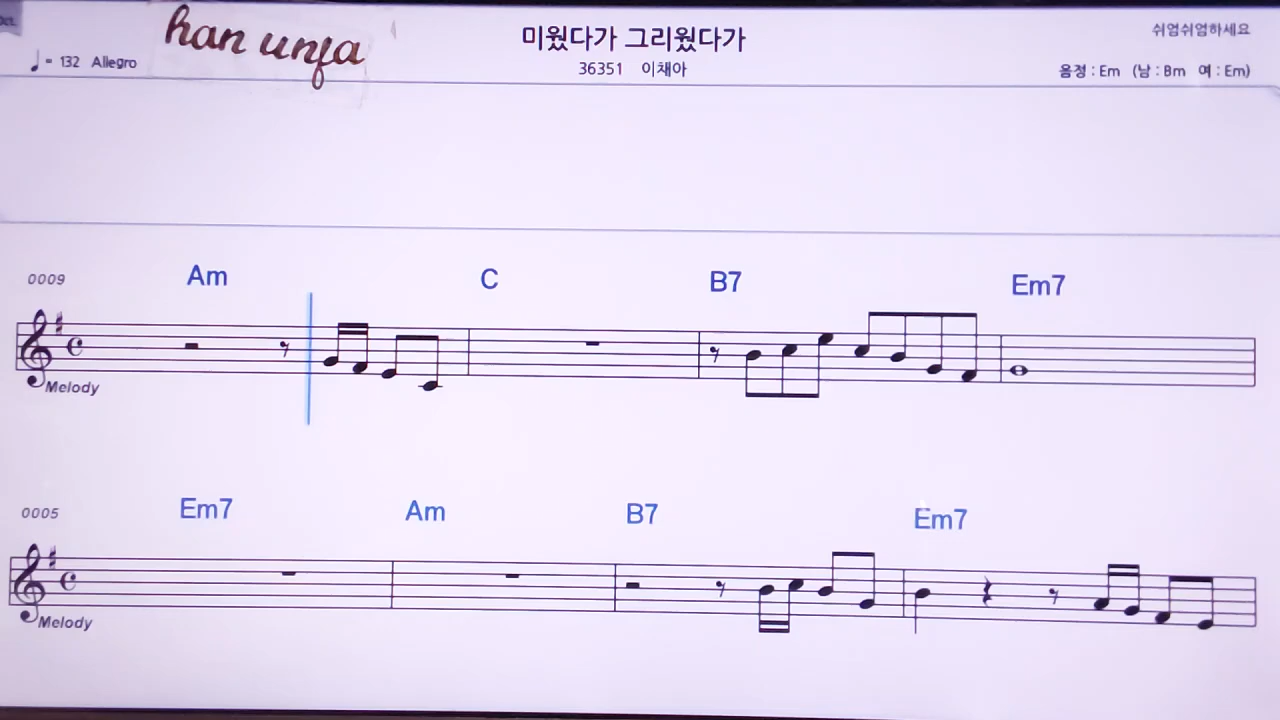 han unfa
미웠다가 그리웠다가
쉬엄쉬엄하세요
♩= 132 Allegro
36351 이채아
음정 : Em (남 : Bm 여 : Em)
0009 Am C B7 Em7
Melody
0005 Em7 Am B7 Em7
Melody